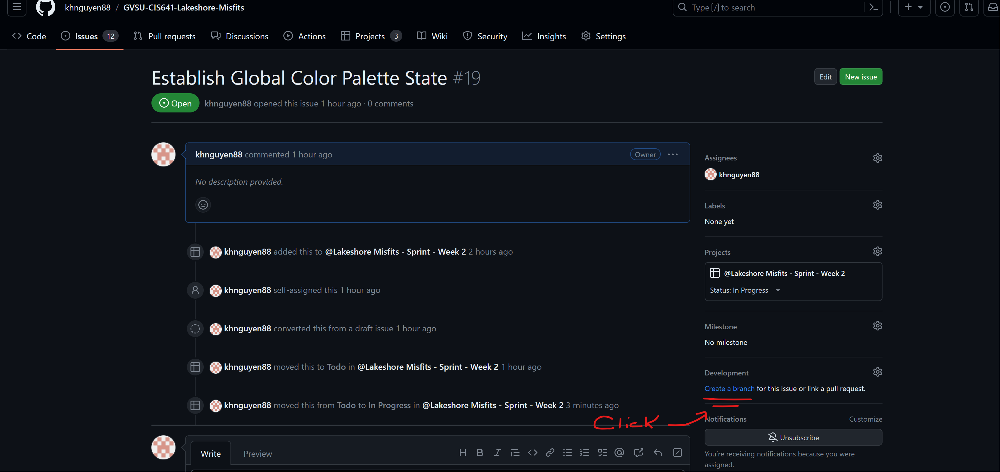 khnguyen88 / GVSU-CIS641-Lakeshore-Misfits
Type / to search
Code Issues 12 Pull requests Discussions Actions Projects 3 Wiki Security Insights Settings
Establish Global Color Palette State #19
Edit New issue
Open khnguyen88 opened this issue 1 hour ago · 0 comments
khnguyen88 commented 1 hour ago Owner
No description provided.
khnguyen88 added this to @Lakeshore Misfits - Sprint - Week 2 2 hours ago
khnguyen88 self-assigned this 1 hour ago
khnguyen88 converted this from a draft issue 1 hour ago
khnguyen88 moved this to Todo in @Lakeshore Misfits - Sprint - Week 2 1 hour ago
khnguyen88 moved this from Todo to In Progress in @Lakeshore Misfits - Sprint - Week 2 3 minutes ago
Click
Write Preview
Assignees
khnguyen88
Labels
None yet
Projects
@Lakeshore Misfits - Sprint - Week 2
Status: In Progress
Milestone
No milestone
Development
Create a branch for this issue or link a pull request.
Notifications Customize
Unsubscribe
You're receiving notifications because you were
assigned.